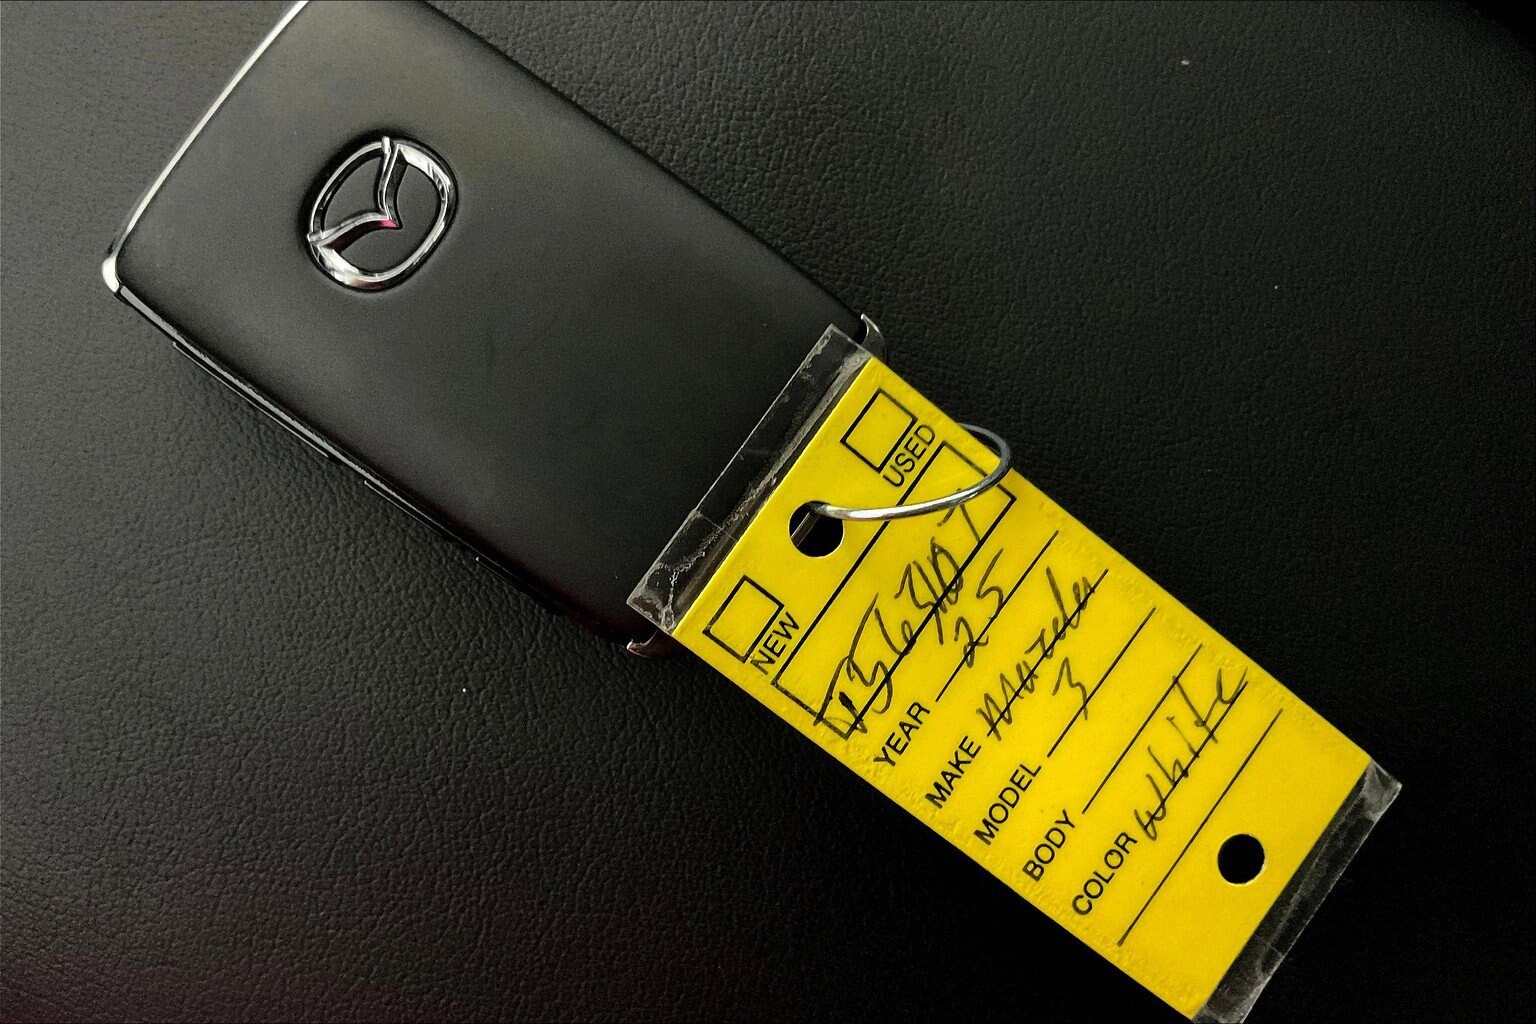 USED
NEW
YEAR 25
MAKE Mazda
MODEL 3
BODY
COLOR White